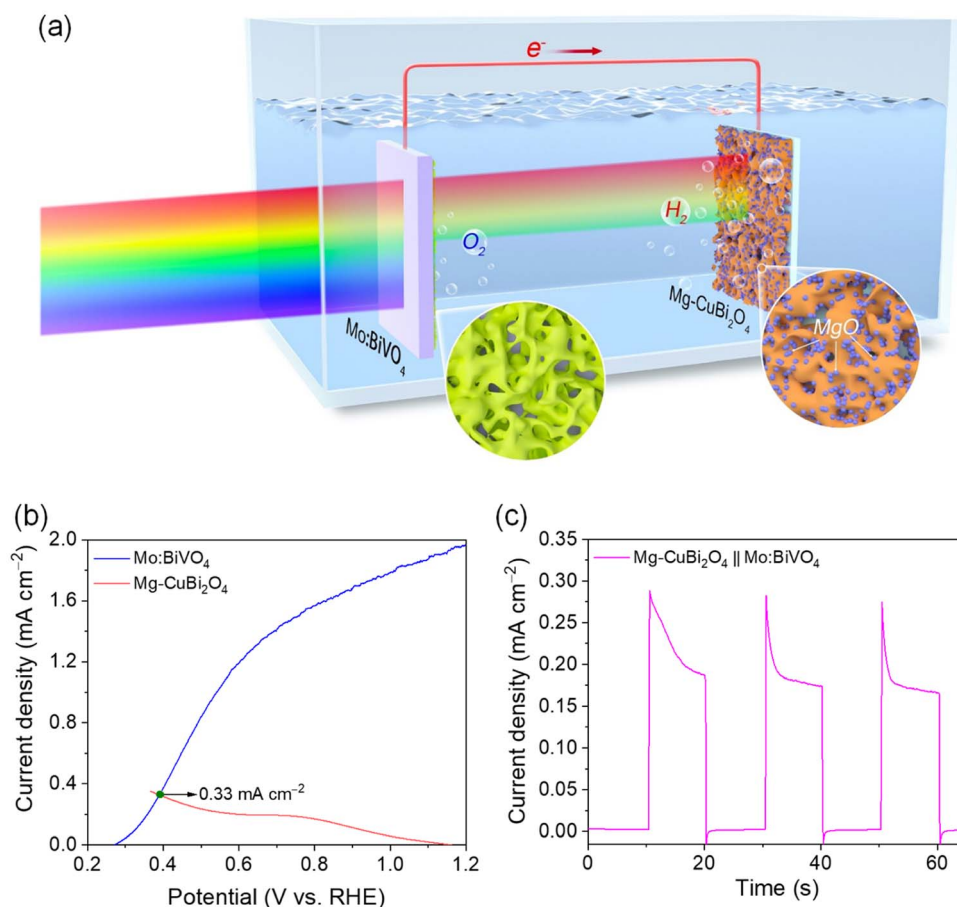 (a)
e⁻
O₂
H₂
Mo:BiVO₄
Mg-CuBi₂O₄
MgO
(b)
Current density (mA cm⁻²)
2.0
1.6
1.2
0.8
0.4
0
Mo:BiVO₄
Mg-CuBi₂O₄
0.33 mA cm⁻²
0.2 0.4 0.6 0.8 1.0 1.2
Potential (V vs. RHE)
(c)
Current density (mA cm⁻²)
0.35
0.30
0.25
0.20
0.15
0.10
0.05
0.00
Mg-CuBi₂O₄ || Mo:BiVO₄
0 20 40 60
Time (s)